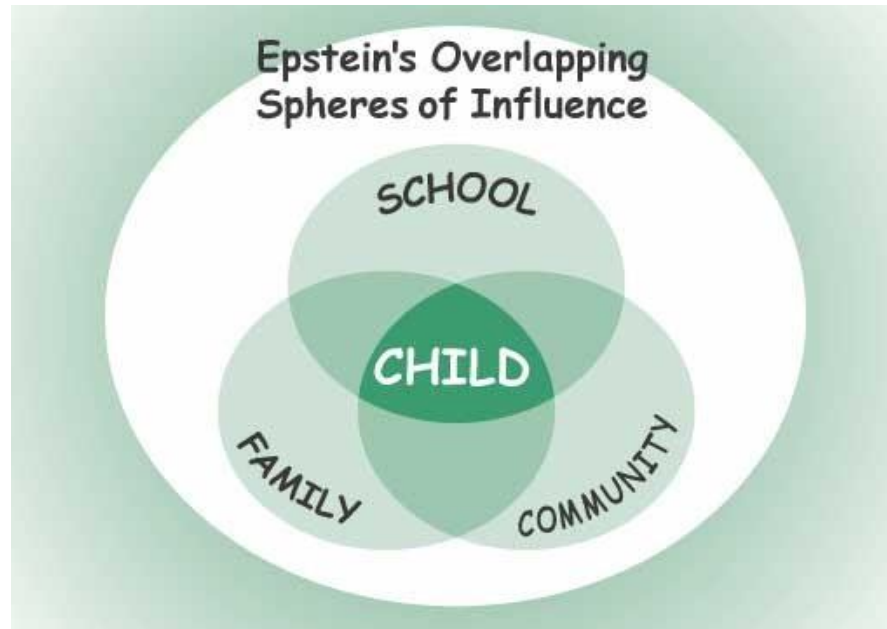 Epstein's Overlapping
Spheres of Influence
SCHOOL
CHILD
FAMILY
COMMUNITY